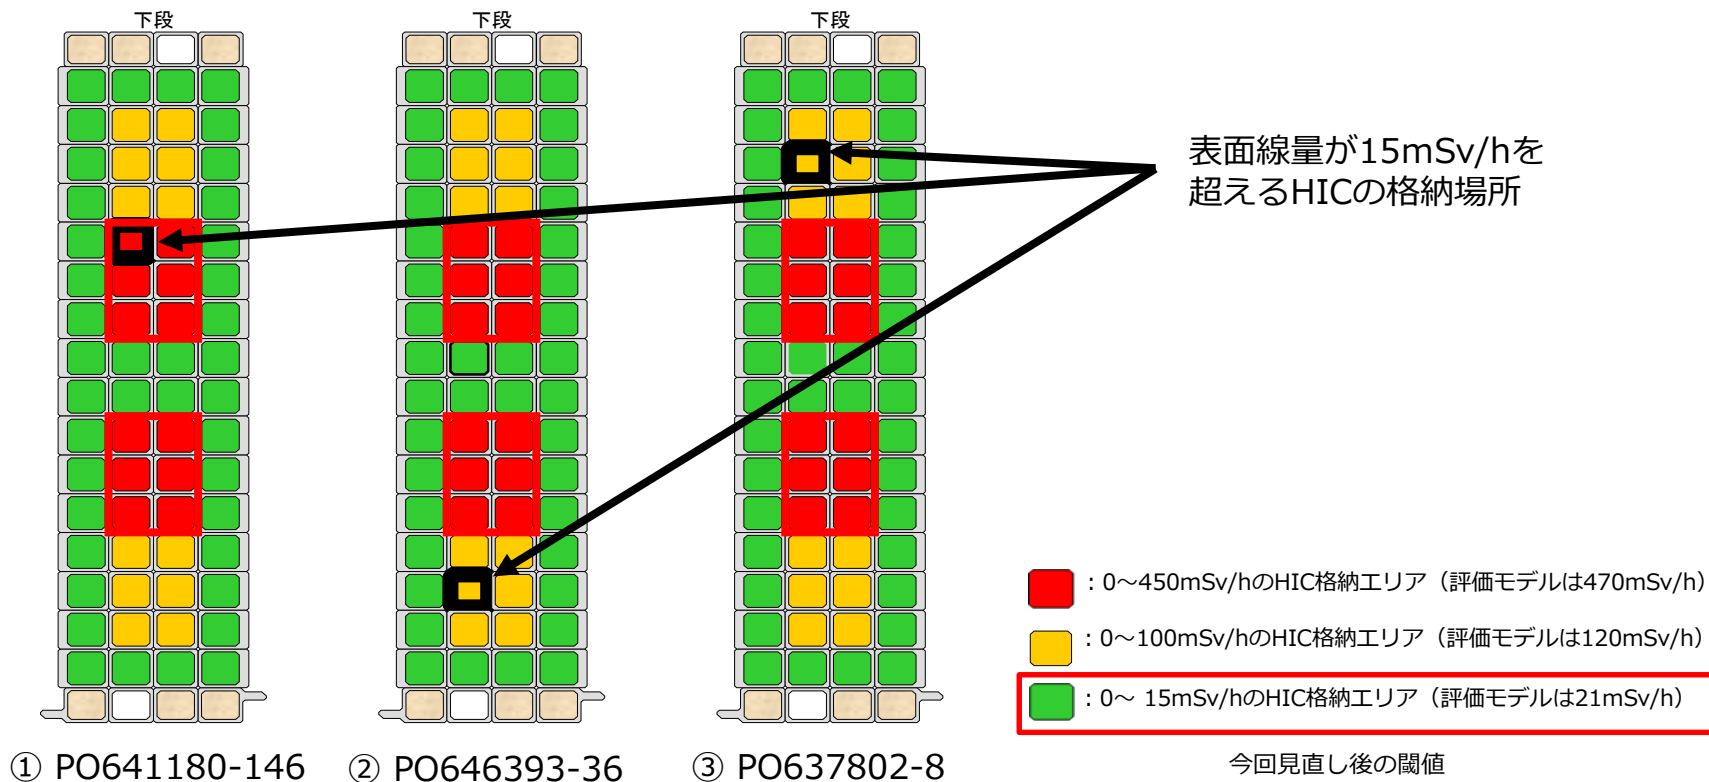 下段 下段 下段
表面線量が15mSv/hを
超えるHICの格納場所
：0～450mSv/hのHIC格納エリア（評価モデルは470mSv/h）
：0～100mSv/hのHIC格納エリア（評価モデルは120mSv/h）
：0～ 15mSv/hのHIC格納エリア（評価モデルは21mSv/h）
① PO641180-146 ② PO646393-36 ③ PO637802-8
今回見直し後の閾値